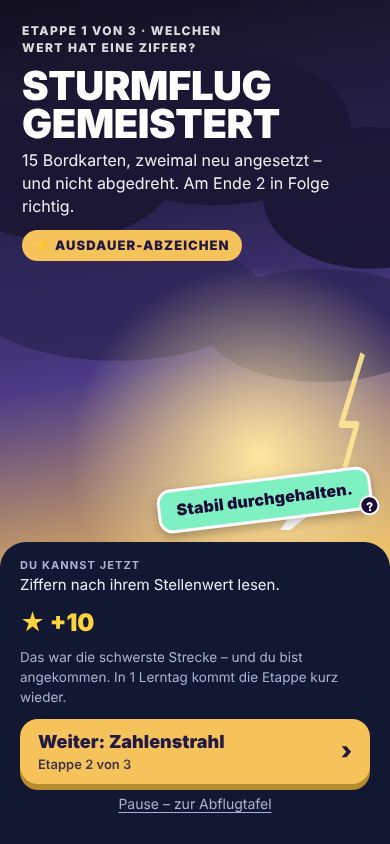 ETAPPE 1 VON 3 · WELCHEN
WERT HAT EINE ZIFFER?
STURMFLUG
GEMEISTERT
15 Bordkarten, zweimal neu angesetzt –
und nicht abgedreht. Am Ende 2 in Folge
richtig.
⚡ AUSDAUER-ABZEICHEN
Stabil durchgehalten.
?
DU KANNST JETZT
Ziffern nach ihrem Stellenwert lesen.
★ +10
Das war die schwerste Strecke – und du bist
angekommen. In 1 Lerntag kommt die Etappe kurz
wieder.
Weiter: Zahlenstrahl
Etappe 2 von 3
›
Pause – zur Abflugtafel